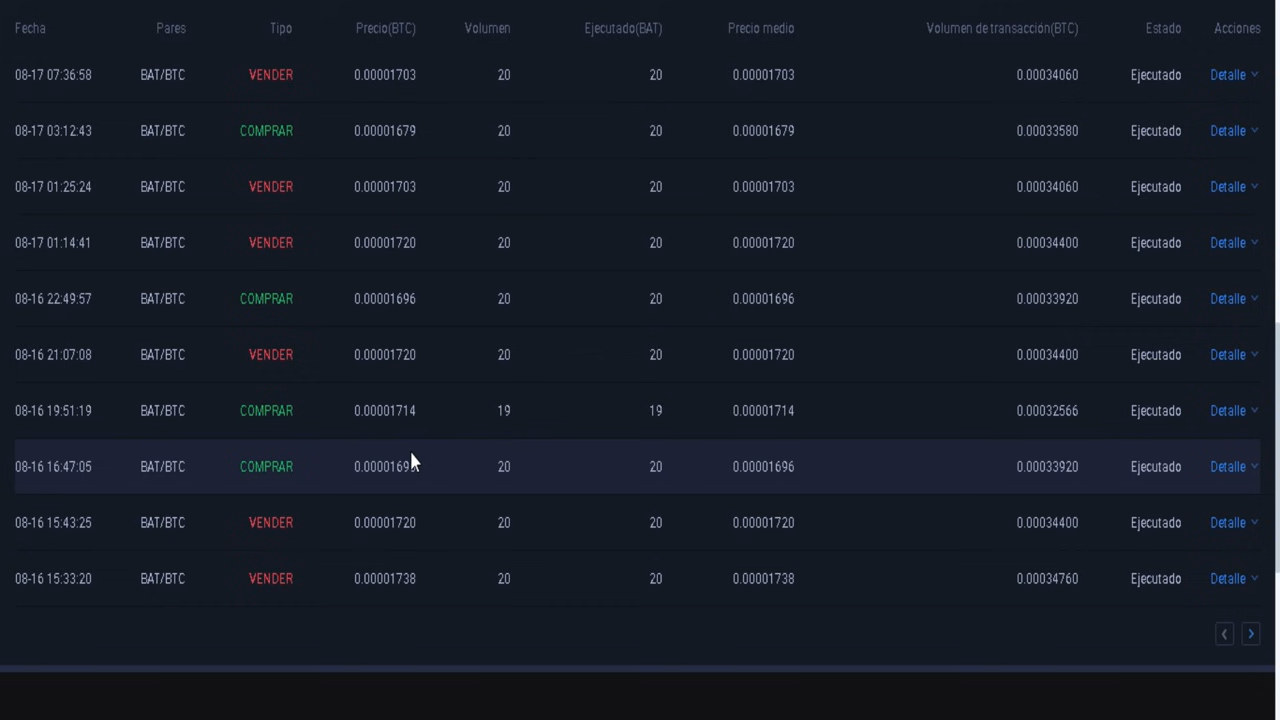 Fecha Pares Tipo Precio(BTC) Volumen Ejecutado(BAT) Precio medio Volumen de transacción(BTC) Estado Acciones
08-17 07:36:58 BAT/BTC VENDER 0.00001703 20 20 0.00001703 0.00034060 Ejecutado Detalle
08-17 03:12:43 BAT/BTC COMPRAR 0.00001679 20 20 0.00001679 0.00033580 Ejecutado Detalle
08-17 01:25:24 BAT/BTC VENDER 0.00001703 20 20 0.00001703 0.00034060 Ejecutado Detalle
08-17 01:14:41 BAT/BTC VENDER 0.00001720 20 20 0.00001720 0.00034400 Ejecutado Detalle
08-16 22:49:57 BAT/BTC COMPRAR 0.00001696 20 20 0.00001696 0.00033920 Ejecutado Detalle
08-16 21:07:08 BAT/BTC VENDER 0.00001720 20 20 0.00001720 0.00034400 Ejecutado Detalle
08-16 19:51:19 BAT/BTC COMPRAR 0.00001714 19 19 0.00001714 0.00032566 Ejecutado Detalle
08-16 16:47:05 BAT/BTC COMPRAR 0.00001696 20 20 0.00001696 0.00033920 Ejecutado Detalle
08-16 15:43:25 BAT/BTC VENDER 0.00001720 20 20 0.00001720 0.00034400 Ejecutado Detalle
08-16 15:33:20 BAT/BTC VENDER 0.00001738 20 20 0.00001738 0.00034760 Ejecutado Detalle